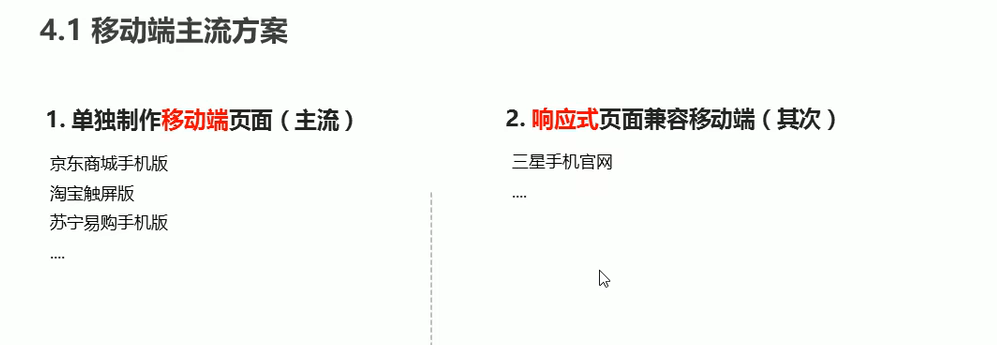 4.1 移动端主流方案
1. 单独制作移动端页面（主流）
京东商城手机版
淘宝触屏版
苏宁易购手机版
....
2. 响应式页面兼容移动端（其次）
三星手机官网
....